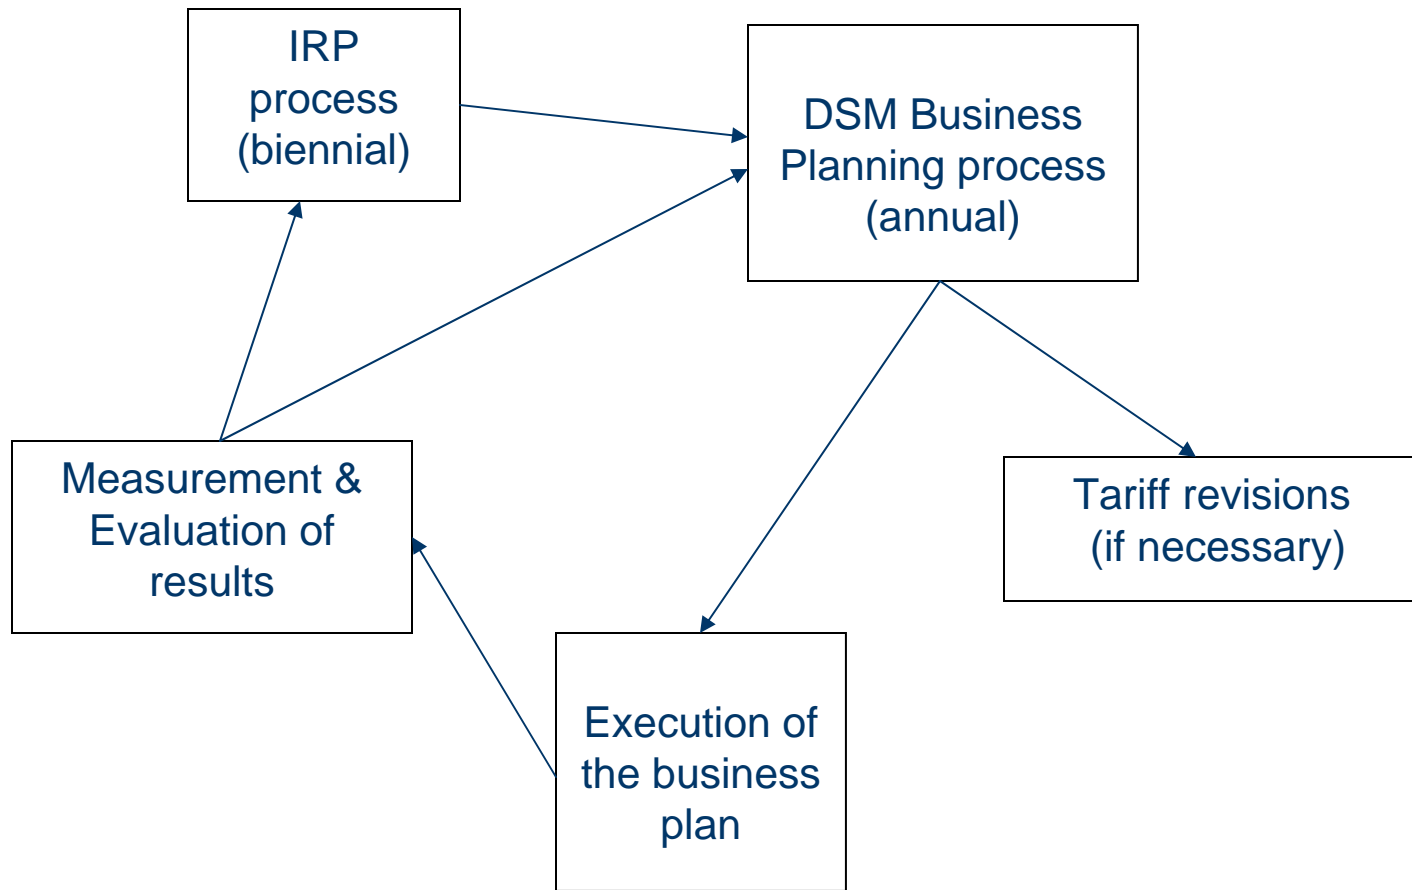 IRP
process
(biennial)
DSM Business
Planning process
(annual)
Measurement &
Evaluation of
results
Tariff revisions
(if necessary)
Execution of
the business
plan